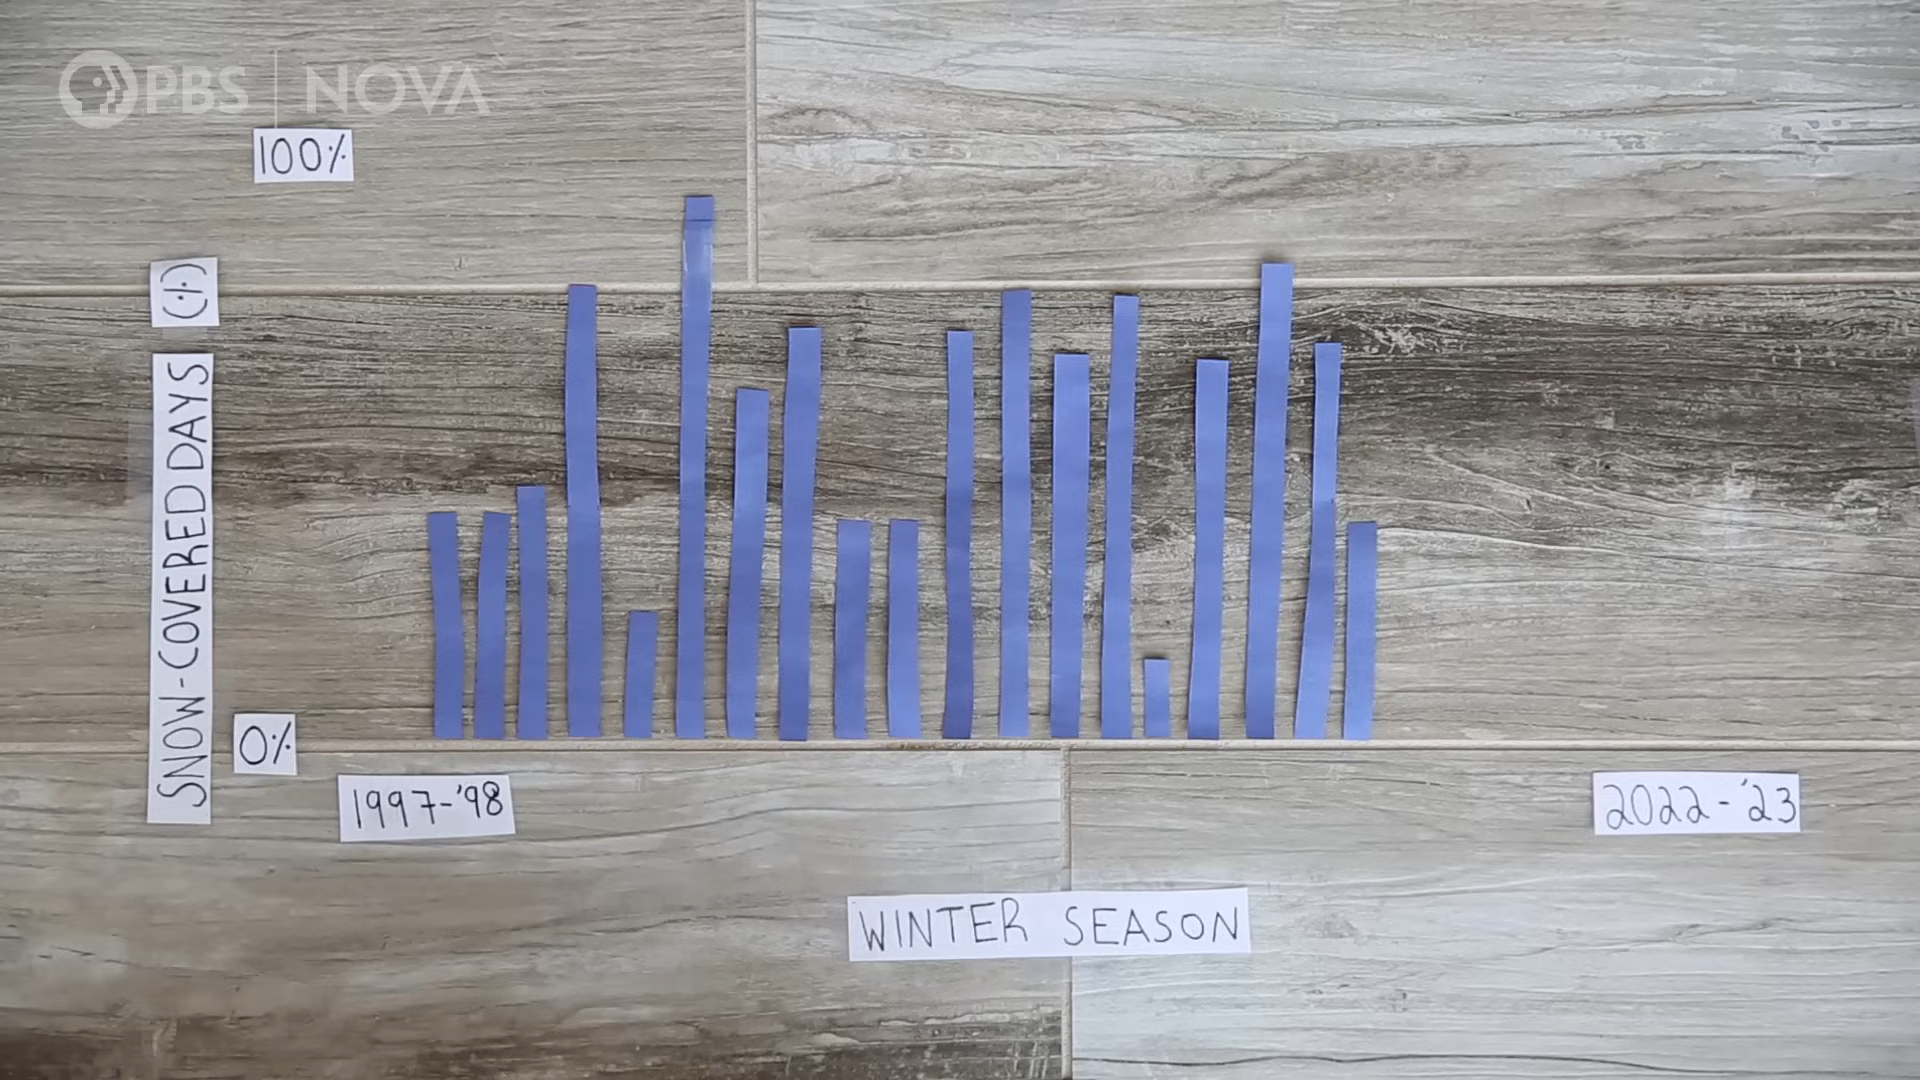 PBS NOVA
100%
SNOW-COVERED DAYS (%)
0%
1997-'98
2022-'23
WINTER SEASON